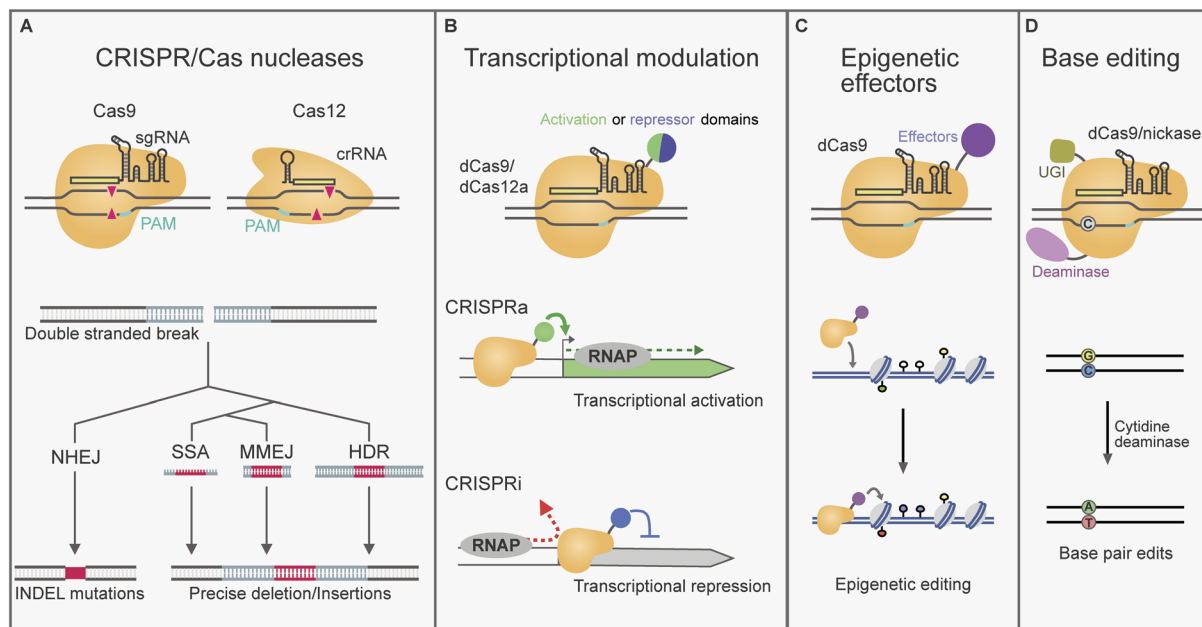 A
CRISPR/Cas nucleases
Cas9
Cas12
sgRNA
crRNA
PAM
PAM
Double stranded break
NHEJ
SSA
MMEJ
HDR
INDEL mutations
Precise deletion/Insertions
B
Transcriptional modulation
Activation or repressor domains
dCas9/
dCas12a
CRISPRa
RNAP
Transcriptional activation
CRISPRi
RNAP
Transcriptional repression
C
Epigenetic
effectors
dCas9
Effectors
Epigenetic editing
D
Base editing
dCas9/nickase
UGI
C
Deaminase
G
C
Cytidine
deaminase
A
T
Base pair edits